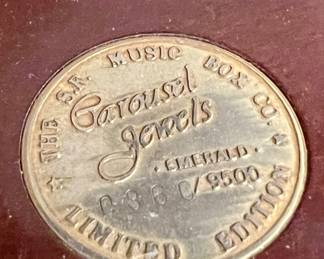 THE S.F. MUSIC BOX CO.
Carousel
Jewels
• EMERALD •
/9500
LIMITED EDITION